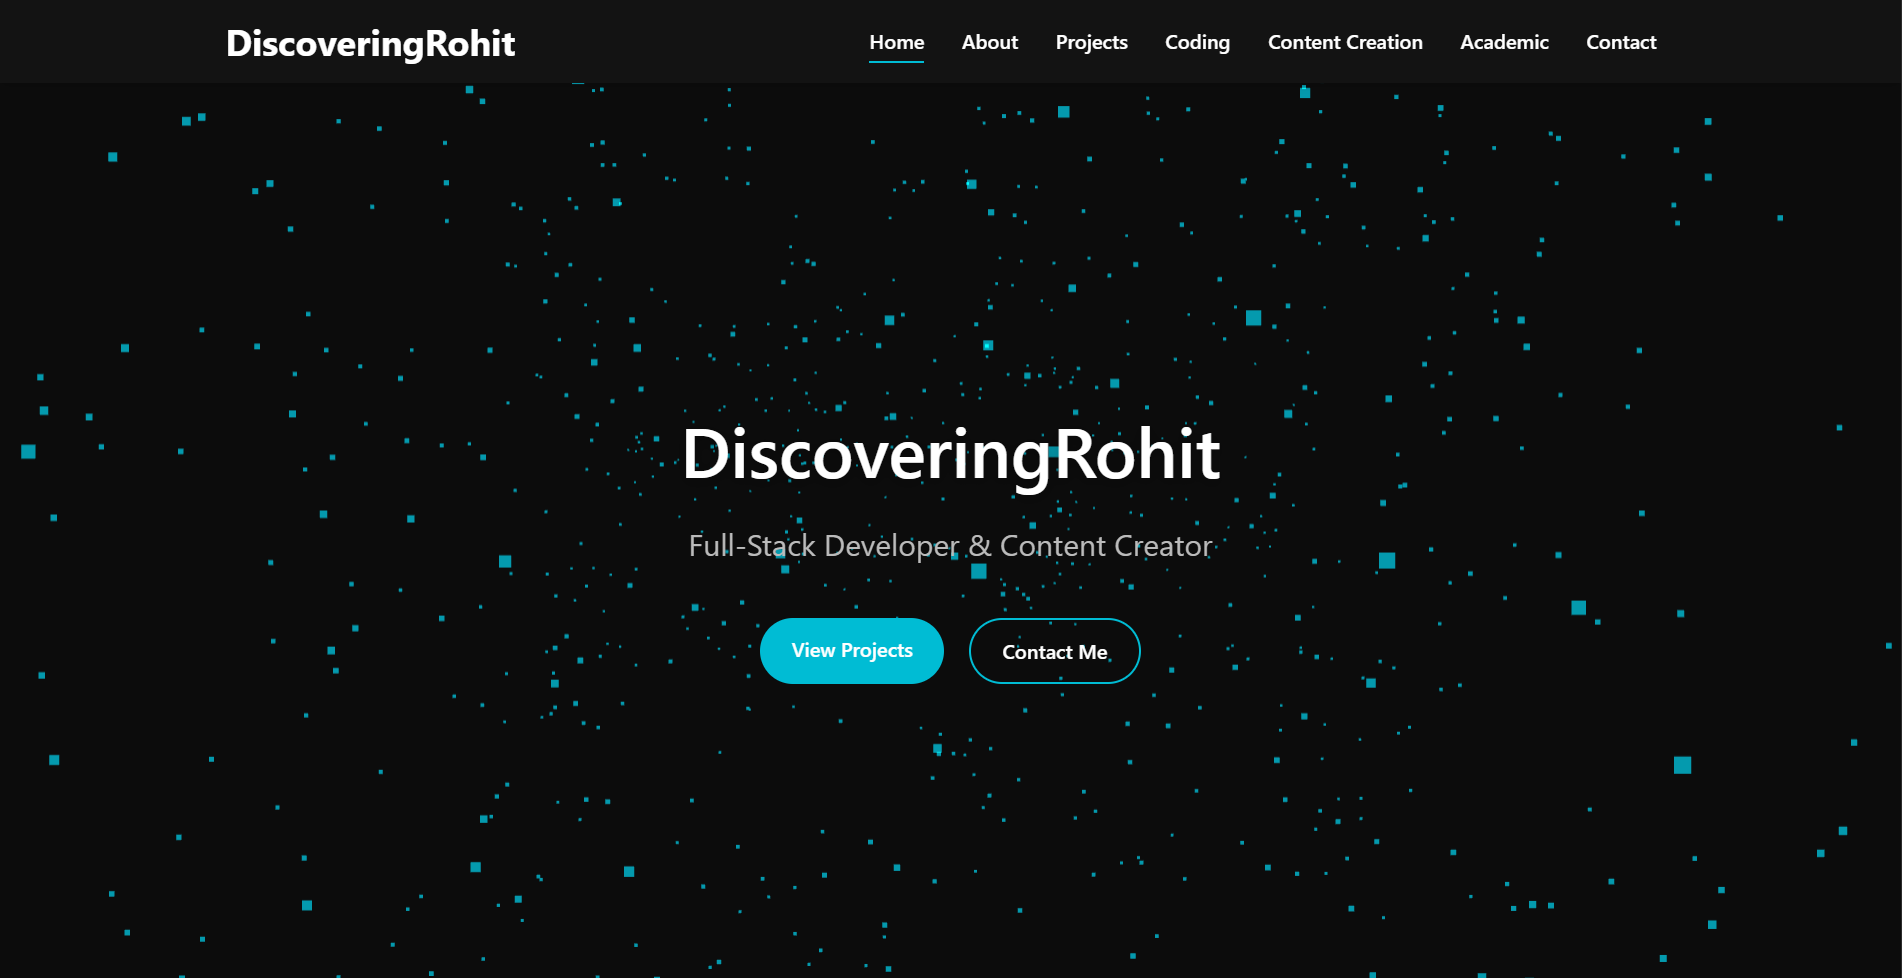 DiscoveringRohit
Home About Projects Coding Content Creation Academic Contact
DiscoveringRohit
Full-Stack Developer & Content Creator
View Projects Contact Me